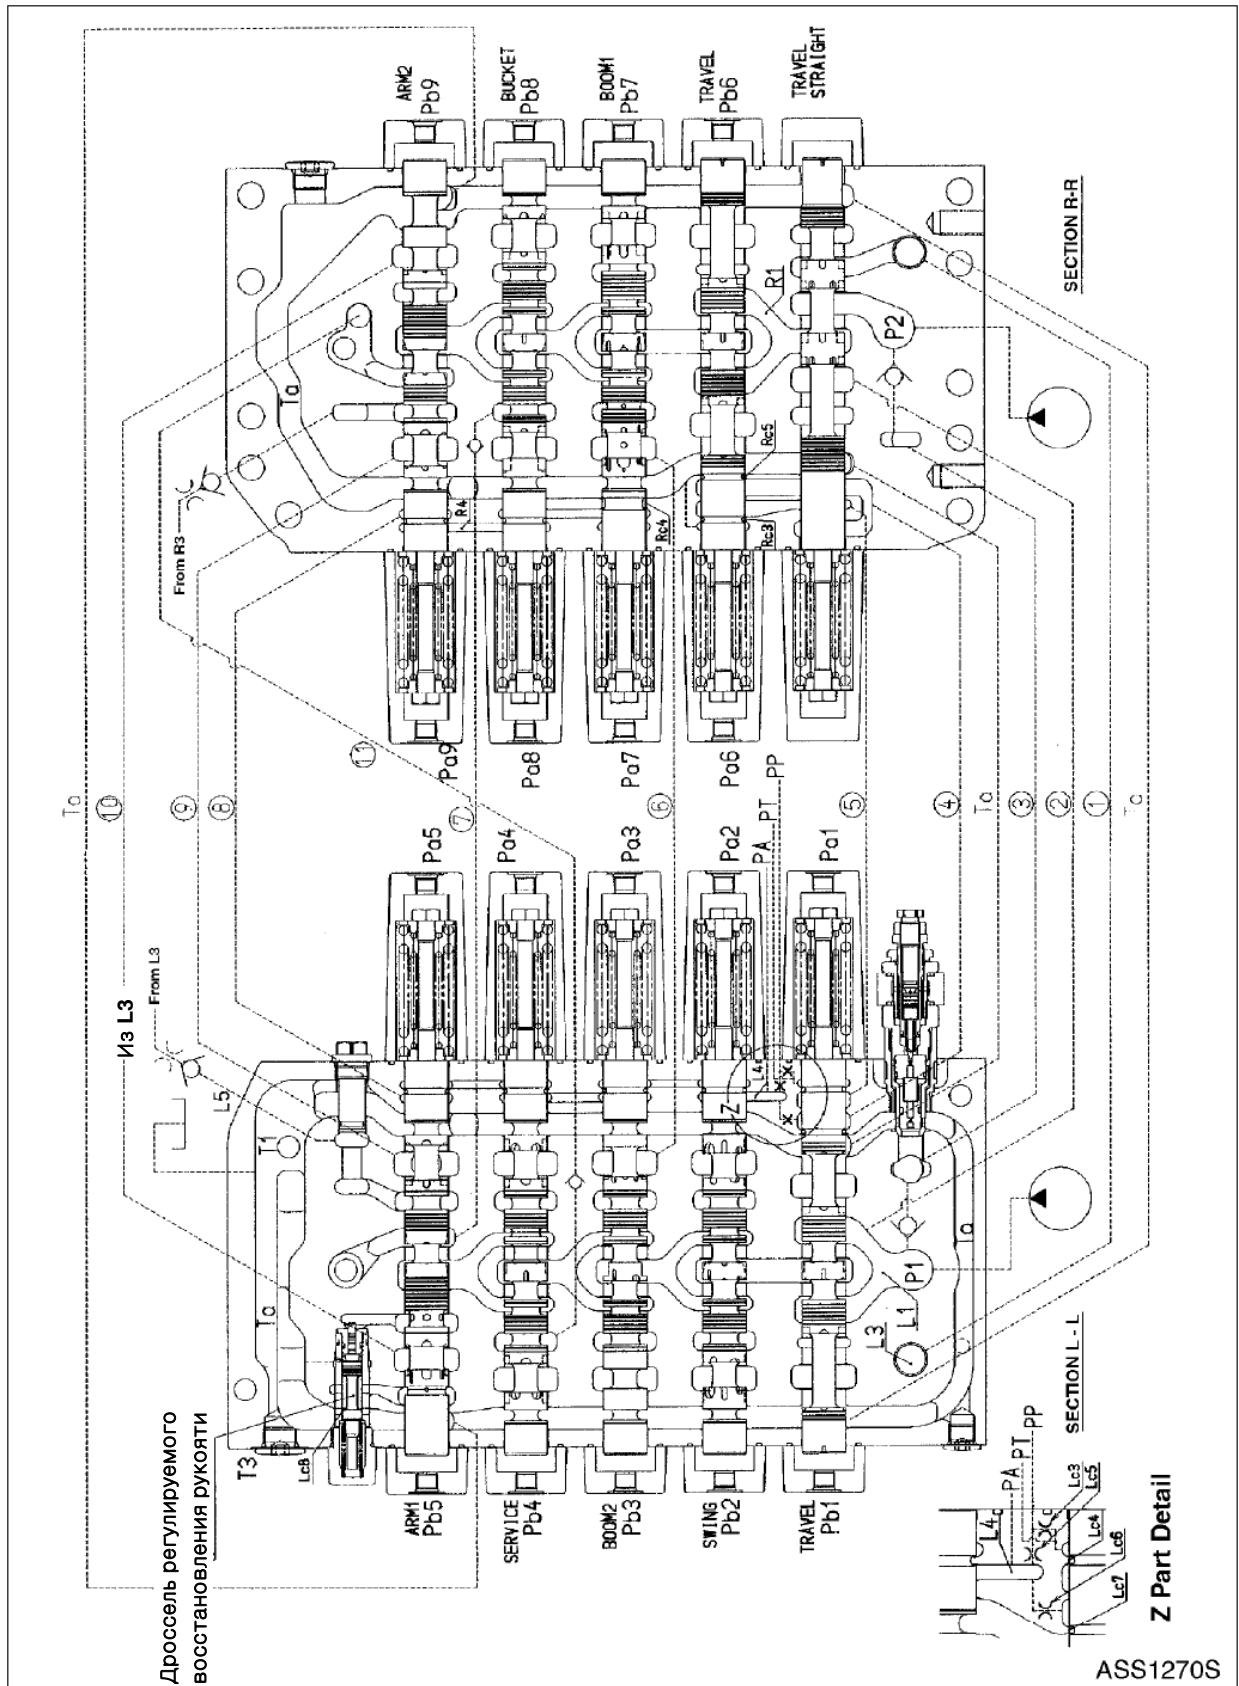 ARM2
Pb9
BUCKET
Pb8
BOOM1
Pb7
TRAVEL
Pb6
TRAVEL
STRAIGHT
SECTION R-R
R1
P2
Ta
From R3
R4
Rc4
Rc5
Rc3
Pa9
Pa8
Pa7
Pa6
Ta
10
9
8
11
7
6
5
4
Ta
3
2
1
Ta
Pa5
Pa4
Pa3
Pa2
PA
PT
PP
Pa1
Из L3
From L3
L5
T1
L4
Z
Ta
Ta
P1
L1
L3
SECTION L-L
T3
Lc8
ARM1
Pb5
SERVICE
Pb4
BOOM2
Pb3
SWING
Pb2
TRAVEL
Pb1
Дроссель регулируемого
восстановления рукояти
L4
PA
PT
PP
Lc3
Lc5
Lc4
Lc6
Lc7
Z Part Detail
ASS1270S